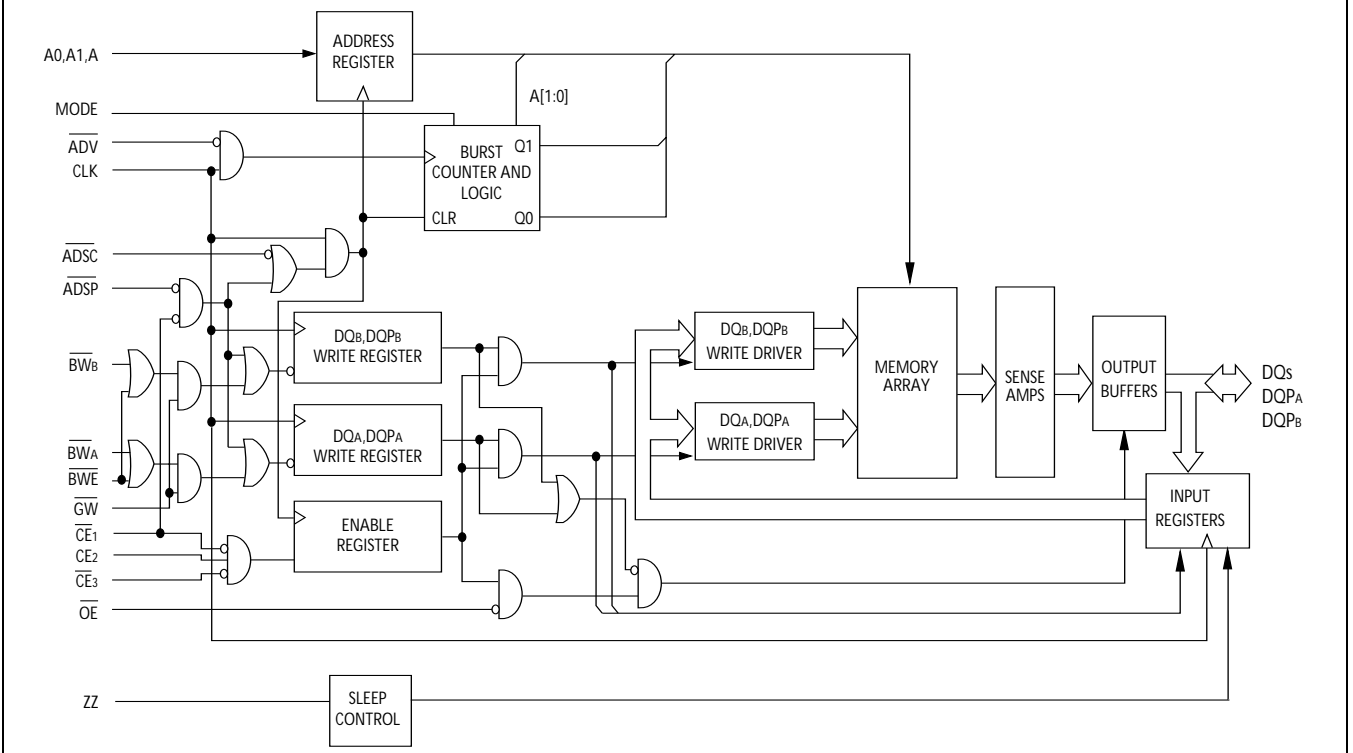 A0,A1,A
ADDRESS
REGISTER
MODE
A[1:0]
ADV
CLK
BURST
COUNTER AND
LOGIC
Q1
CLR
Q0
ADSC
ADSP
DQB,DQPB
WRITE REGISTER
DQB,DQPB
WRITE DRIVER
BWB
MEMORY
ARRAY
SENSE
AMPS
OUTPUT
BUFFERS
DQs
DQPA
DQPB
DQA,DQPA
WRITE REGISTER
DQA,DQPA
WRITE DRIVER
BWA
BWE
GW
CE1
CE2
CE3
ENABLE
REGISTER
INPUT
REGISTERS
OE
ZZ
SLEEP
CONTROL